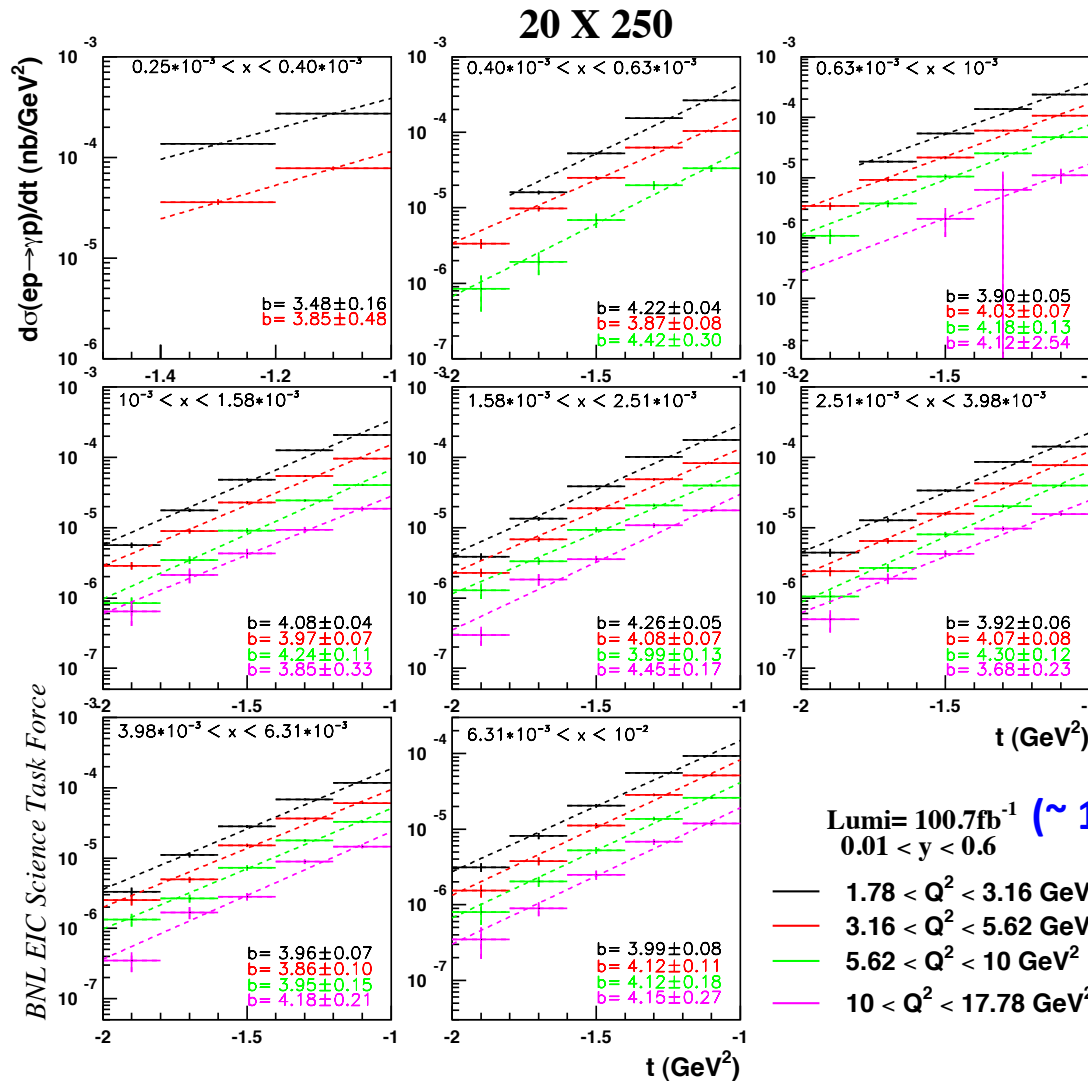 20 X 250
dσ(ep→γp)/dt (nb/GeV²)
10⁻³
10⁻⁴
10⁻⁵
10⁻⁶
0.25*10⁻³ < x < 0.40*10⁻³
b= 3.48±0.16
b= 3.85±0.48
-1.4 -1.2 -1
10⁻³
10⁻⁴
10⁻⁵
10⁻⁶
10⁻⁷
0.40*10⁻³ < x < 0.63*10⁻³
b= 4.22±0.04
b= 3.87±0.08
b= 4.42±0.30
-2 -1.5 -1
10⁻³
10⁻⁴
10⁻⁵
10⁻⁶
10⁻⁷
10⁻⁸
0.63*10⁻³ < x < 10⁻³
b= 3.90±0.05
b= 4.03±0.07
b= 4.18±0.13
b= 4.12±2.54
-2 -1.5 -1
10⁻³
10⁻⁴
10⁻⁵
10⁻⁶
10⁻⁷
10⁻³ < x < 1.58*10⁻³
b= 4.08±0.04
b= 3.97±0.07
b= 4.24±0.11
b= 3.85±0.33
10⁻³
10⁻⁴
10⁻⁵
10⁻⁶
10⁻⁷
1.58*10⁻³ < x < 2.51*10⁻³
b= 4.26±0.05
b= 4.08±0.07
b= 3.99±0.13
b= 4.45±0.17
10⁻³
10⁻⁴
10⁻⁵
10⁻⁶
10⁻⁷
2.51*10⁻³ < x < 3.98*10⁻³
b= 3.92±0.06
b= 4.07±0.08
b= 4.30±0.12
b= 3.68±0.23
-2 -1.5 -1
t (GeV²)
BNL EIC Science Task Force
10⁻³
10⁻⁴
10⁻⁵
10⁻⁶
10⁻⁷
3.98*10⁻³ < x < 6.31*10⁻³
b= 3.96±0.07
b= 3.86±0.10
b= 3.95±0.15
b= 4.18±0.21
-2 -1.5 -1
t (GeV²)
10⁻³
10⁻⁴
10⁻⁵
10⁻⁶
10⁻⁷
6.31*10⁻³ < x < 10⁻²
b= 3.99±0.08
b= 4.12±0.11
b= 4.12±0.18
b= 4.15±0.27
-2 -1.5 -1
t (GeV²)
Lumi= 100.7fb⁻¹ (~ 1
0.01 < y < 0.6
1.78 < Q² < 3.16 GeV
3.16 < Q² < 5.62 GeV
5.62 < Q² < 10 GeV²
10 < Q² < 17.78 GeV²